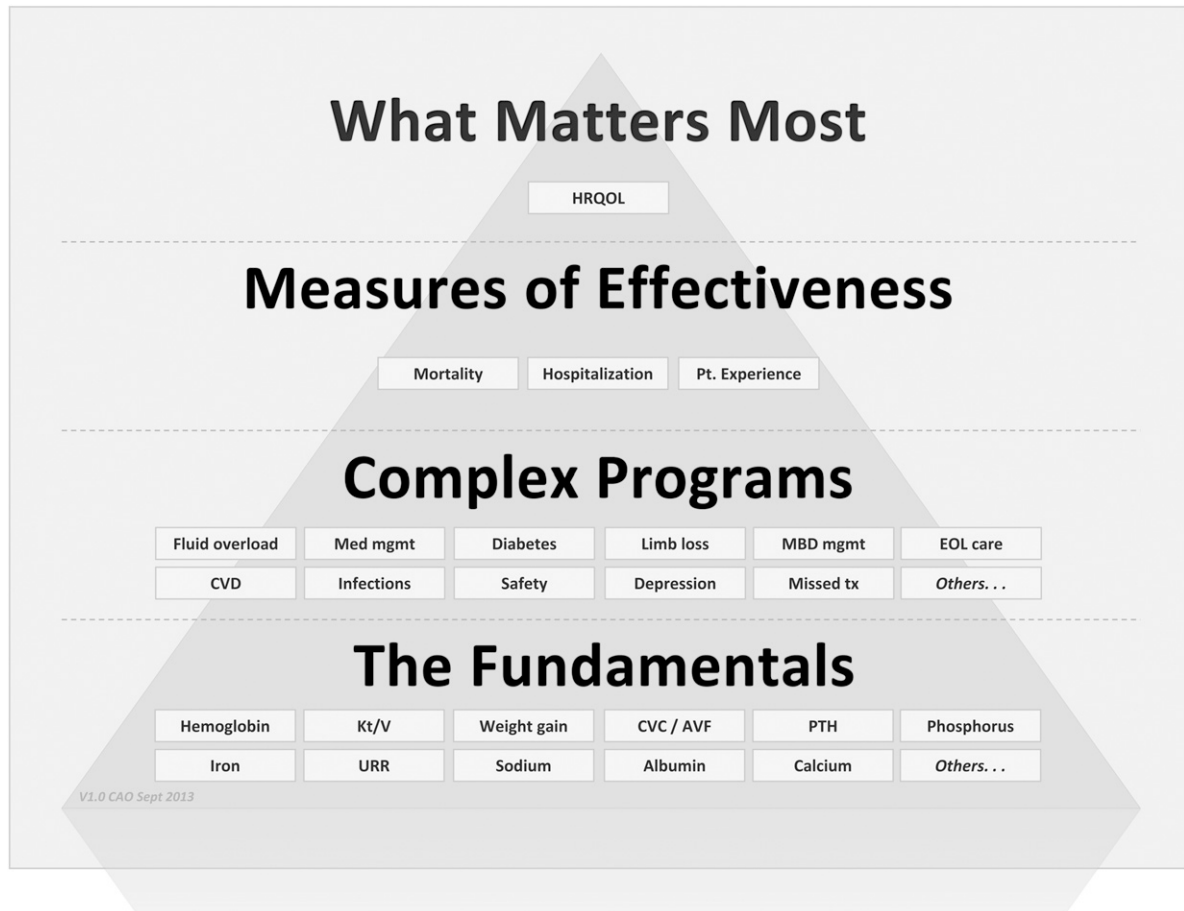 What Matters Most
HRQOL
Measures of Effectiveness
Mortality Hospitalization Pt. Experience
Complex Programs
Fluid overload Med mgmt Diabetes Limb loss MBD mgmt EOL care
CVD Infections Safety Depression Missed tx Others. . .
The Fundamentals
Hemoglobin Kt/V Weight gain CVC / AVF PTH Phosphorus
Iron URR Sodium Albumin Calcium Others. . .
V1.0 CAO Sept 2013